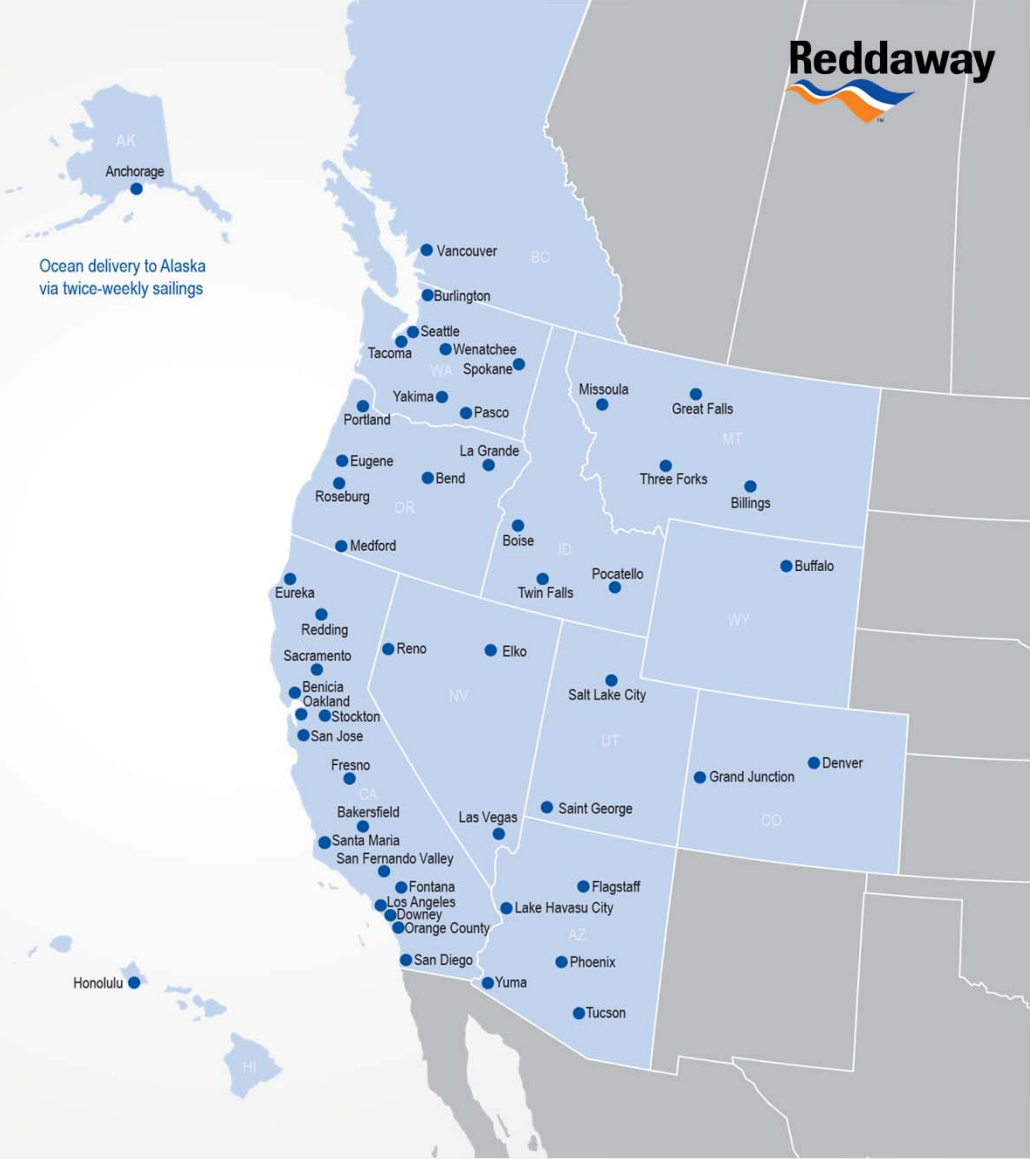 Reddaway
TM
AK
Anchorage
Ocean delivery to Alaska
via twice-weekly sailings
Vancouver
BC
Burlington
Seattle
Tacoma
Wenatchee
WA
Spokane
Yakima
Pasco
Missoula
Great Falls
MT
Three Forks
Billings
Portland
La Grande
Eugene
Bend
Roseburg
OR
Medford
Boise
ID
Pocatello
Twin Falls
Buffalo
WY
Eureka
Redding
Sacramento
Benicia
Oakland
Stockton
San Jose
Fresno
CA
Bakersfield
Santa Maria
San Fernando Valley
Fontana
Los Angeles
Downey
Orange County
San Diego
Reno
Elko
NV
Las Vegas
Salt Lake City
UT
Saint George
Grand Junction
Denver
CO
Flagstaff
Lake Havasu City
AZ
Phoenix
Yuma
Tucson
Honolulu
HI